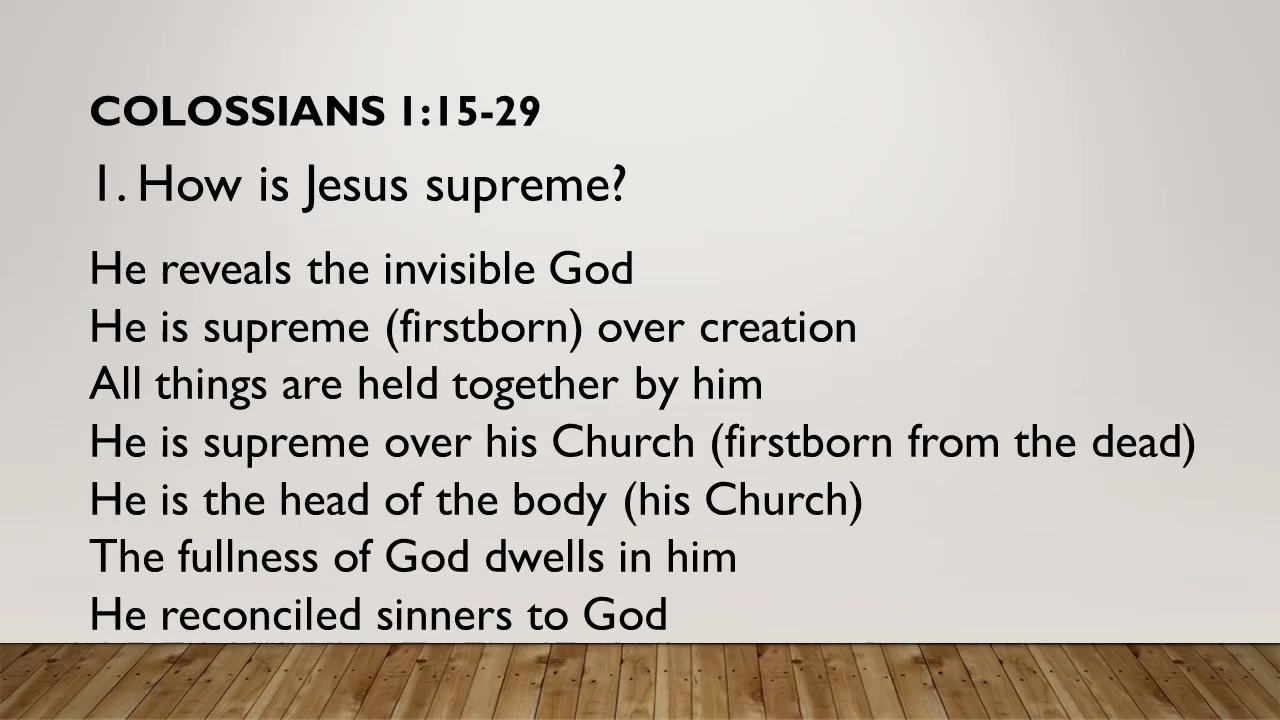 COLOSSIANS 1:15-29
1. How is Jesus supreme?
He reveals the invisible God
He is supreme (firstborn) over creation
All things are held together by him
He is supreme over his Church (firstborn from the dead)
He is the head of the body (his Church)
The fullness of God dwells in him
He reconciled sinners to God